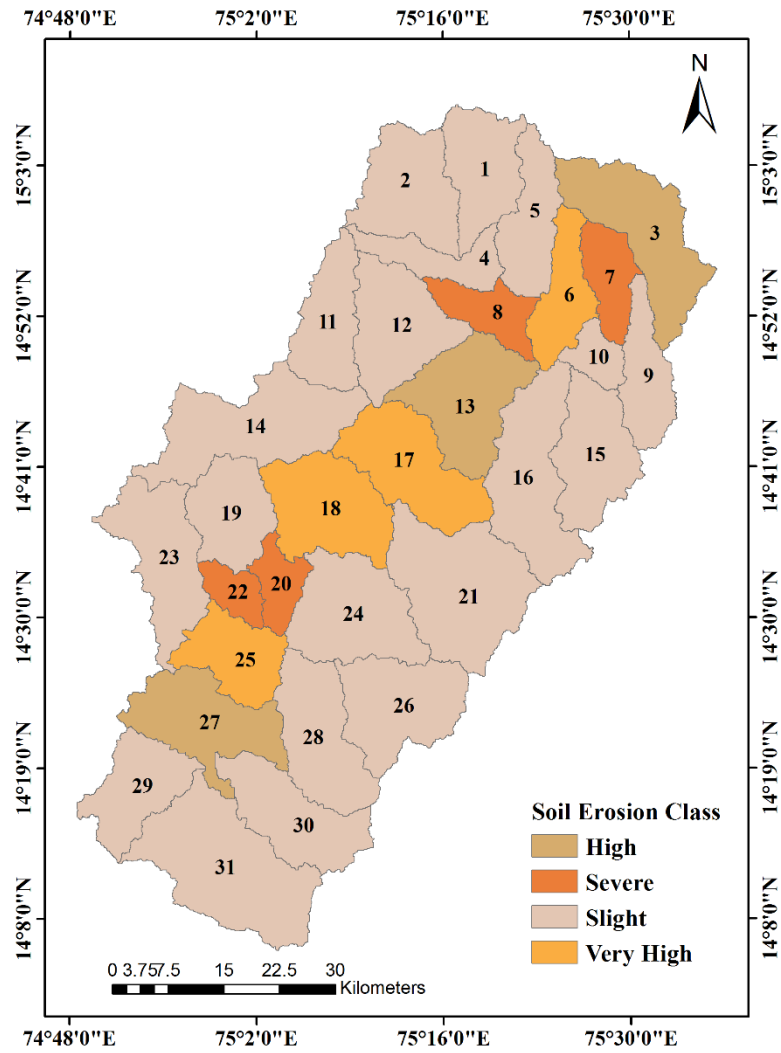 74°48'0"E 75°2'0"E 75°16'0"E 75°30'0"E
N
15°3'0"N 15°3'0"N
1
2
5
3
4
7
6
8
11
12
10
9
13
14
17
15
16
18
19
23
20
22
21
24
14°52'0"N 14°52'0"N
14°41'0"N 14°41'0"N
14°30'0"N 14°30'0"N
25
26
27
28
14°19'0"N 14°19'0"N
29
30
31
Soil Erosion Class
High
Severe
Slight
Very High
14°8'0"N 14°8'0"N
0 3.75 7.5 15 22.5 30
Kilometers
74°48'0"E 75°2'0"E 75°16'0"E 75°30'0"E